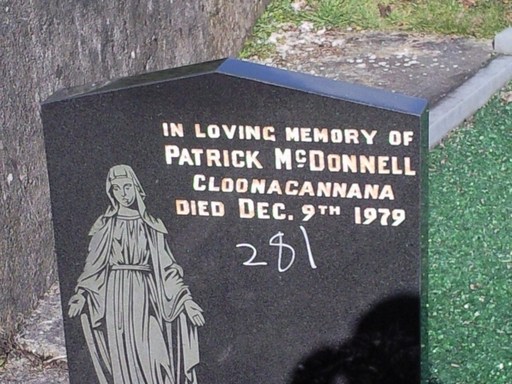 IN LOVING MEMORY OF
PATRICK McDONNELL
CLOONACANNANA
DIED DEC. 9TH 1979
281